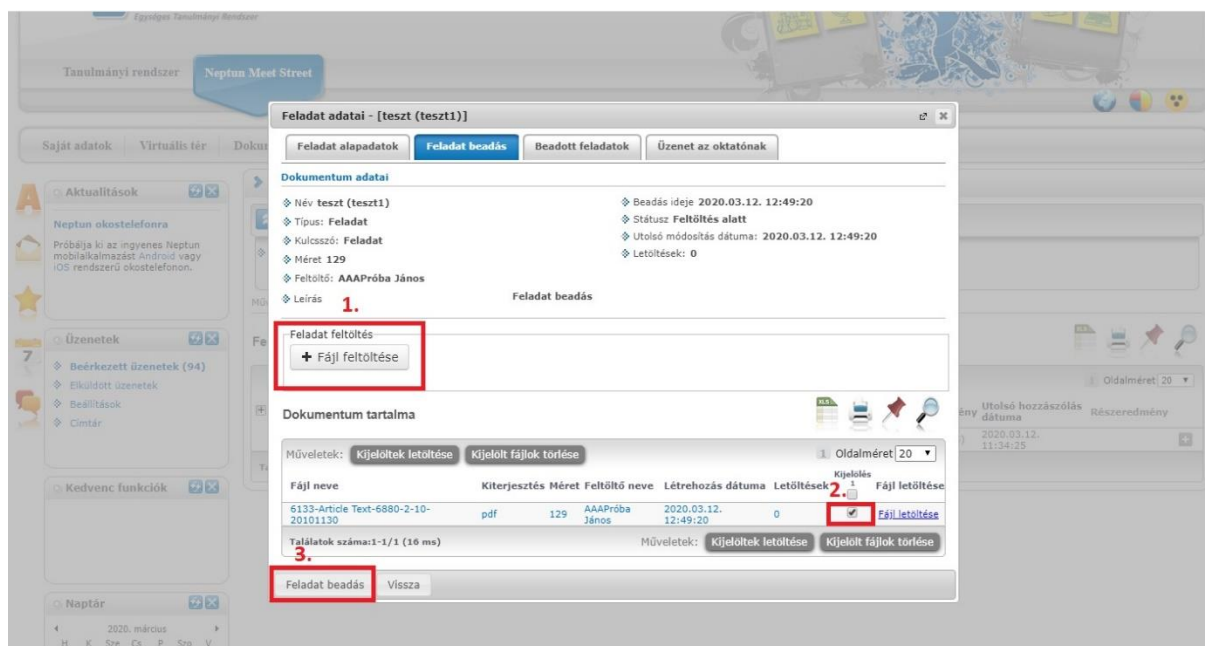 Egységes Tanulmányi Rendszer
Tanulmányi rendszer
Neptun Meet Street
Saját adatok
Virtuális tér
Aktualitások
Neptun okostelefonra
Próbálja ki az ingyenes Neptun
mobilalkalmazást Android vagy
iOS rendszerű okostelefonon.
Üzenetek
7
Beérkezett üzenetek (94)
Elküldött üzenetek
Beállítások
Címtár
Kedvenc funkciók
Naptár
2020. március
H K Sze Cs P Szo V
Feladat adatai - [teszt (teszt1)]
Feladat alapadatok
Feladat beadás
Beadott feladatok
Üzenet az oktatónak
Dokumentum adatai
Név teszt (teszt1)
Típus: Feladat
Kulcsszó: Feladat
Méret 129
Feltöltő: AAAPróba János
Leírás
Feladat beadás
Beadás ideje 2020.03.12. 12:49:20
Státusz Feltöltés alatt
Utolsó módosítás dátuma: 2020.03.12. 12:49:20
Letöltések: 0
1.
Feladat feltöltés
+ Fájl feltöltése
Dokumentum tartalma
XLS
Műveletek: Kijelöltek letöltése Kijelölt fájlok törlése
1 Oldalméret 20
Fájl neve Kiterjesztés Méret Feltöltő neve Létrehozás dátuma Letöltések Kijelölés 1 Fájl letöltése
2.
6133-Article Text-6880-2-10-20101130 pdf 129 AAAPróba János 2020.03.12. 12:49:20 0 Fájl letöltése
Találatok száma:1-1/1 (16 ms)
Műveletek: Kijelöltek letöltése Kijelölt fájlok törlése
3.
Feladat beadás
Vissza
1 Oldalméret 20
Utolsó hozzászólás
dátuma
Részeredmény
2020.03.12.
11:34:25